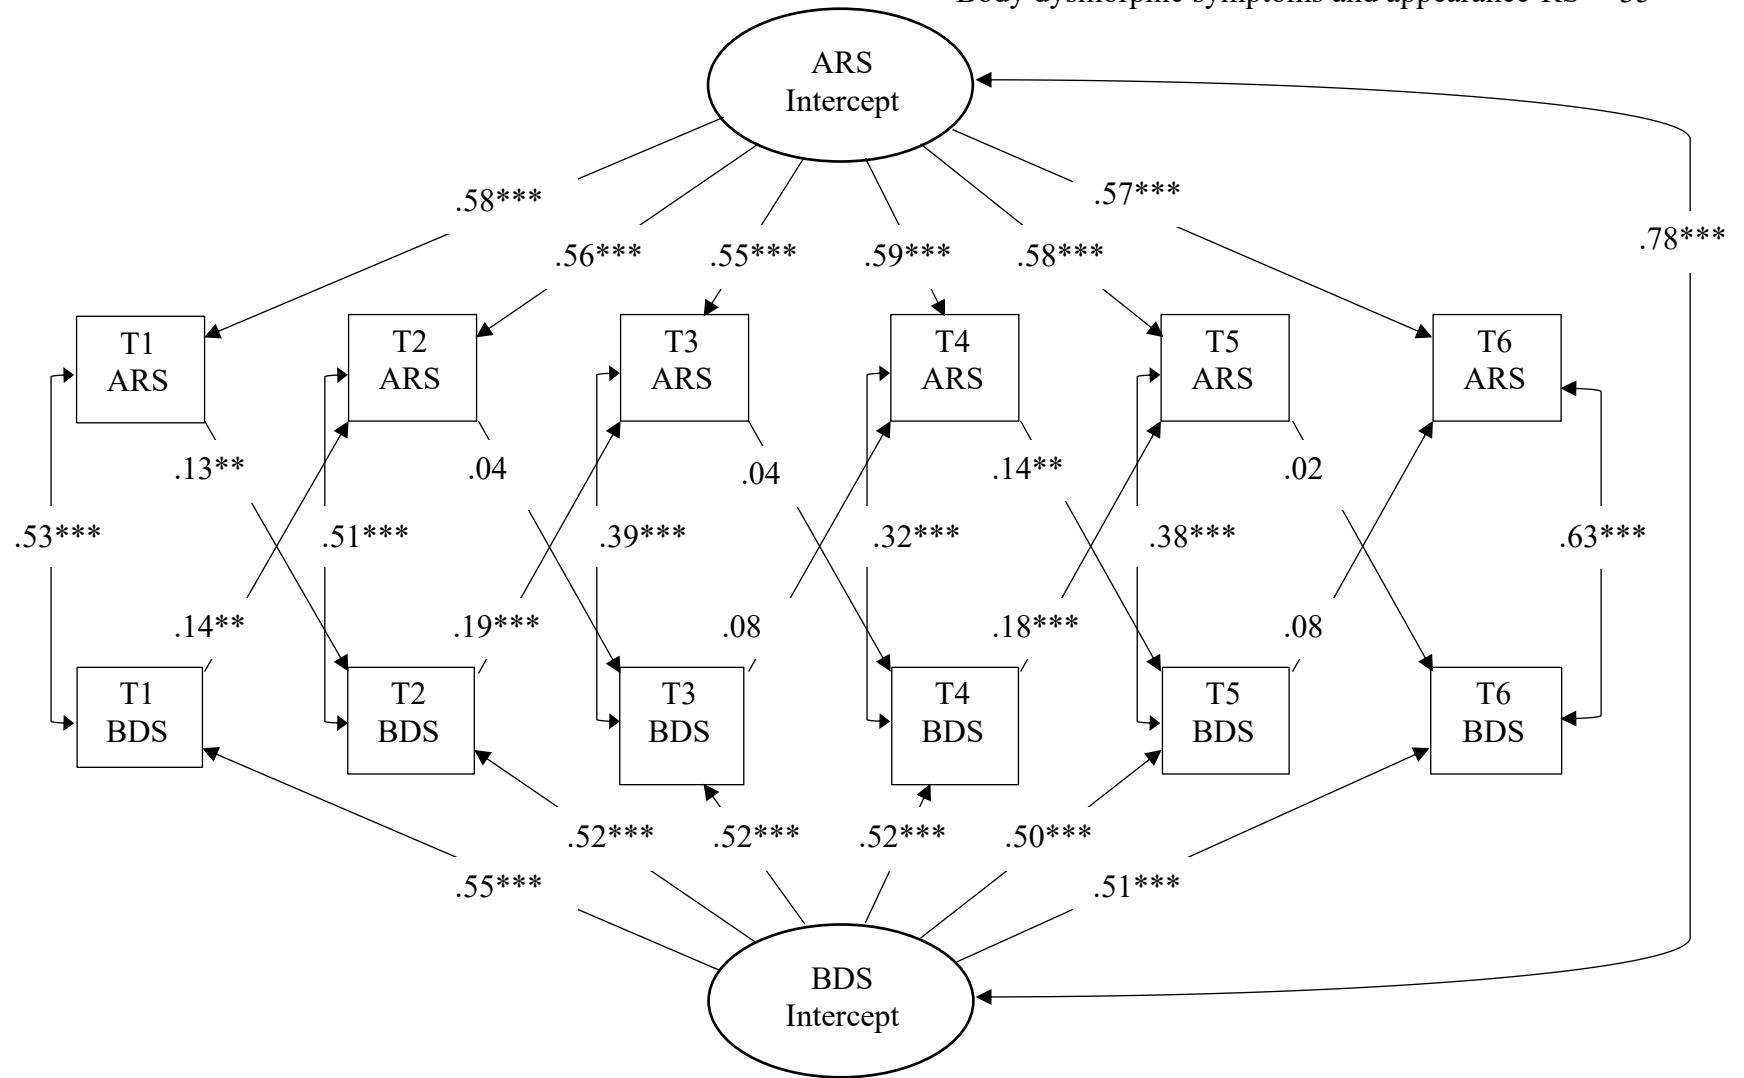 Body dysmorphic symptoms and appearance-RS 35
ARS
Intercept
.58***
.57***
.56***
.55***
.59***
.58***
.78***
T1
ARS
T2
ARS
T3
ARS
T4
ARS
T5
ARS
T6
ARS
.13**
.04
.04
.14**
.02
.53***
.51***
.39***
.32***
.38***
.63***
.14**
.19***
.08
.18***
.08
T1
BDS
T2
BDS
T3
BDS
T4
BDS
T5
BDS
T6
BDS
.52***
.52***
.52***
.50***
.55***
.51***
BDS
Intercept